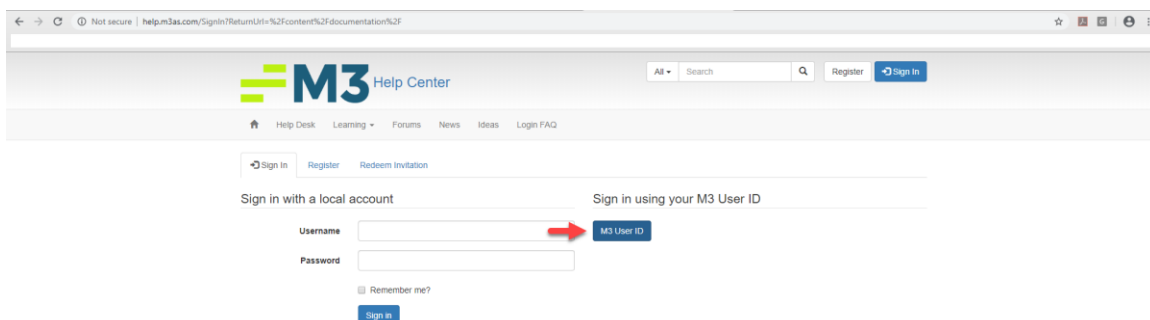 Not secure | help.m3as.com/SignIn?ReturnUrl=%2Fcontent%2Fdocumentation%2F
M3 Help Center
All Search Register Sign In
Help Desk Learning Forums News Ideas Login FAQ
Sign In Register Redeem Invitation
Sign in with a local account
Sign in using your M3 User ID
Username
M3 User ID
Password
Remember me?
Sign in